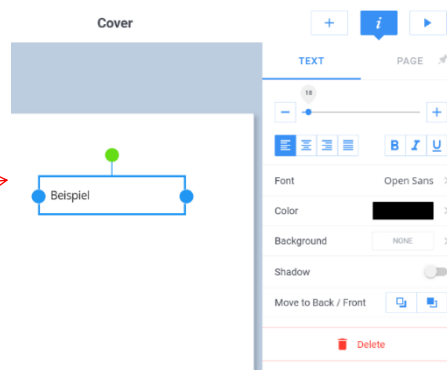 Cover
i
TEXT PAGE
18
B I U
Beispiel
Font Open Sans
Color
Background NONE
Shadow
Move to Back / Front
Delete